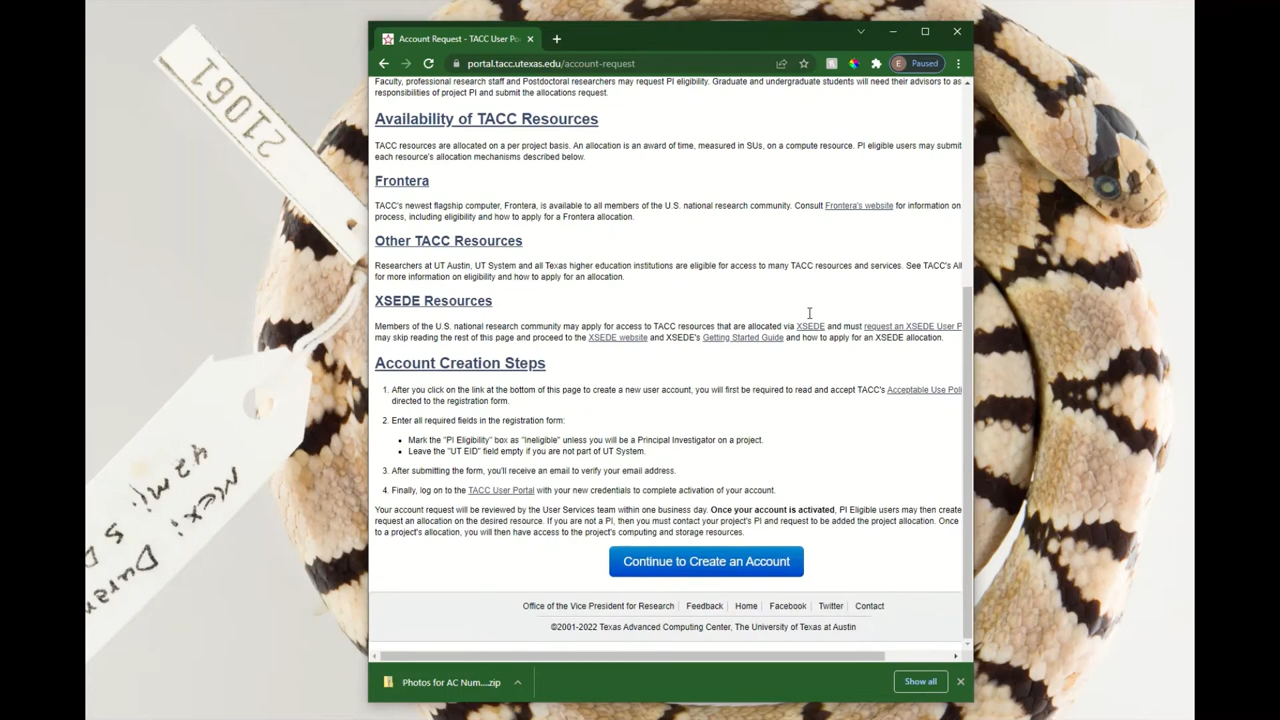 Account Request - TACC User Po
portal.tacc.utexas.edu/account-request
E Paused
Faculty, professional research staff and Postdoctoral researchers may request PI eligibility. Graduate and undergraduate students will need their advisors to as
responsibilities of project PI and submit the allocations request.
Availability of TACC Resources
TACC resources are allocated on a per project basis. An allocation is an award of time, measured in SUs, on a compute resource. PI eligible users may submit
each resource's allocation mechanisms described below.
Frontera
TACC's newest flagship computer, Frontera, is available to all members of the U.S. national research community. Consult Frontera's website for information on
process, including eligibility and how to apply for a Frontera allocation.
Other TACC Resources
Researchers at UT Austin, UT System and all Texas higher education institutions are eligible for access to many TACC resources and services. See TACC's All
for more information on eligibility and how to apply for an allocation.
XSEDE Resources
Members of the U.S. national research community may apply for access to TACC resources that are allocated via XSEDE and must request an XSEDE User P
may skip reading the rest of this page and proceed to the XSEDE website and XSEDE's Getting Started Guide and how to apply for an XSEDE allocation.
Account Creation Steps
1. After you click on the link at the bottom of this page to create a new user account, you will first be required to read and accept TACC's Acceptable Use Poli
directed to the registration form.
2. Enter all required fields in the registration form:
• Mark the "PI Eligibility" box as "Ineligible" unless you will be a Principal Investigator on a project.
• Leave the "UT EID" field empty if you are not part of UT System.
3. After submitting the form, you'll receive an email to verify your email address.
4. Finally, log on to the TACC User Portal with your new credentials to complete activation of your account.
Your account request will be reviewed by the User Services team within one business day. Once your account is activated, PI Eligible users may then create
request an allocation on the desired resource. If you are not a PI, then you must contact your project's PI and request to be added the project allocation. Once
to a project's allocation, you will then have access to the project's computing and storage resources.
Continue to Create an Account
Office of the Vice President for Research | Feedback | Home | Facebook | Twitter | Contact
©2001-2022 Texas Advanced Computing Center, The University of Texas at Austin
Photos for AC Num....zip
Show all
21061
Mexi Duran
42 mi. S